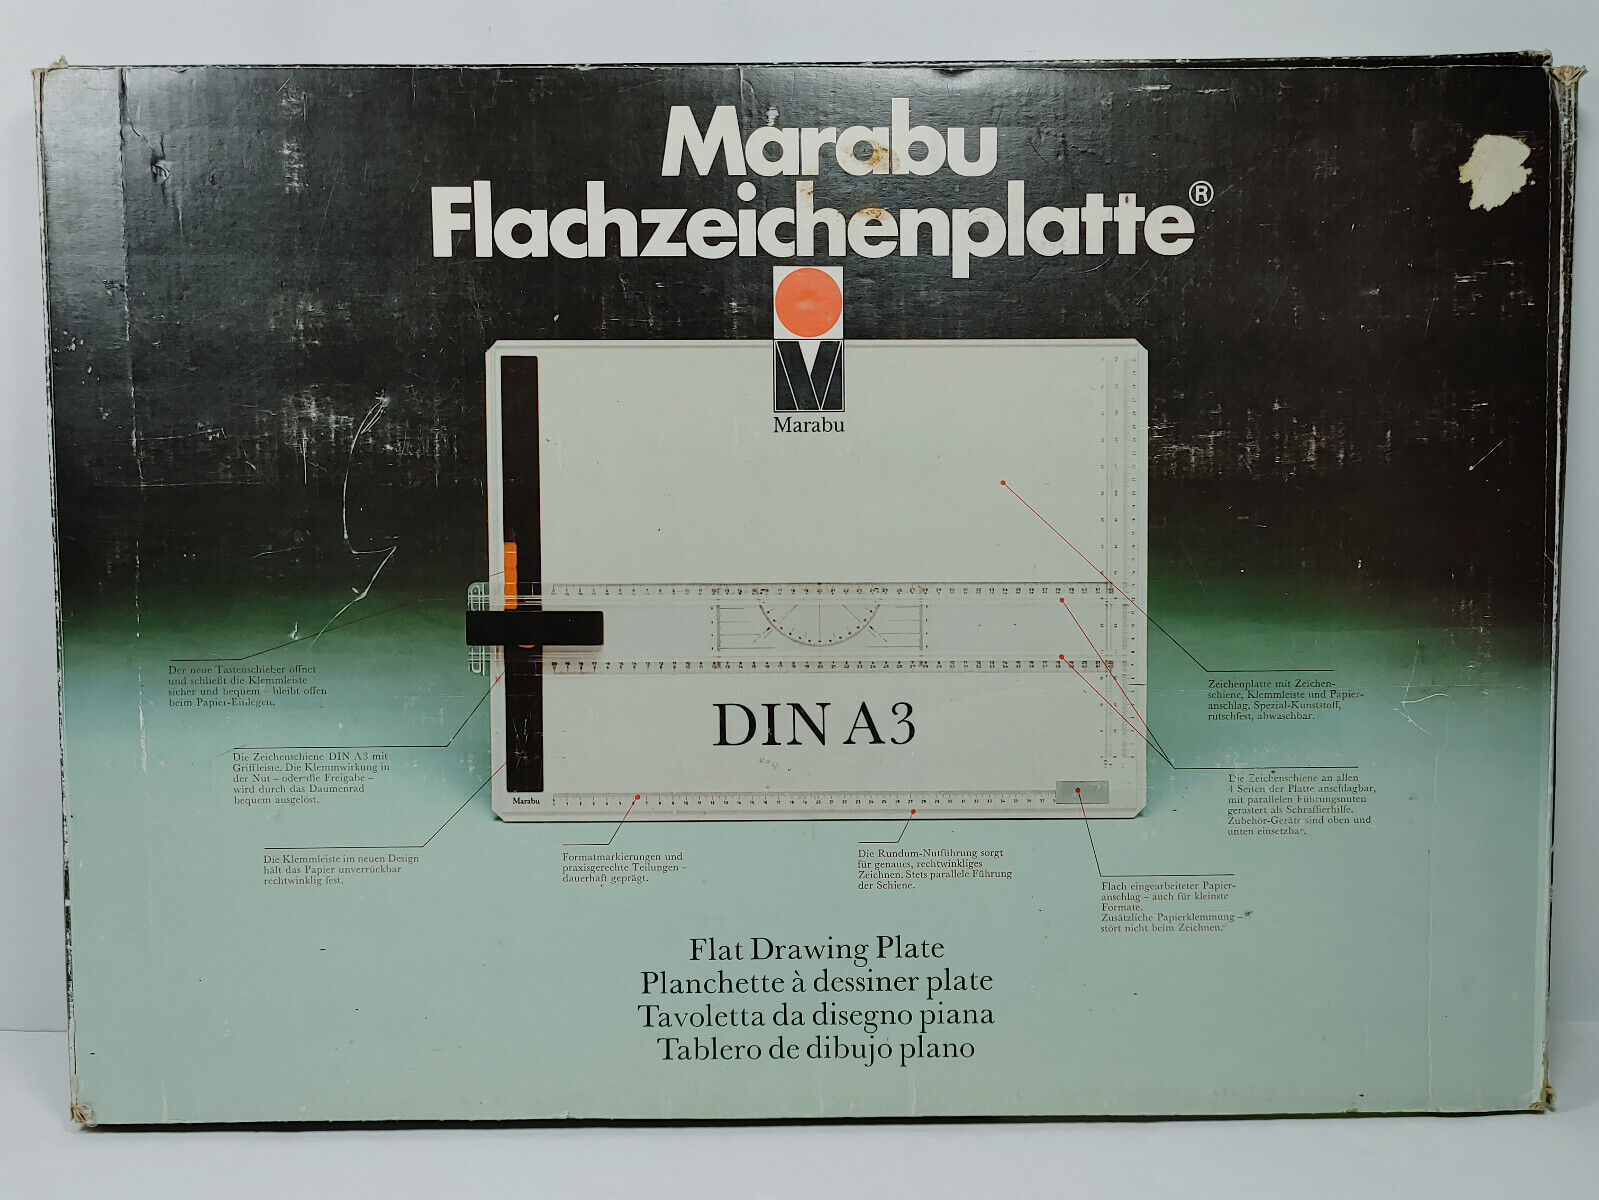 Marabu
Flachzeichenplatte®
Marabu
Der neue Tastenschieber öffnet
und schließt die Klemmleiste
sicher und bequem – bleibt offen
beim Papier-Einlegen.
Die Zeichenschiene DIN A3 mit
Griffleiste. Die Klemmwirkung in
der Nut – oder die Freigabe –
wird durch das Daumenrad
bequem ausgelöst.
Die Klemmleiste im neuen Design
hält das Papier unverrückbar
rechtwinklig fest.
DIN A3
Marabu
Formatmarkierungen und
praxisgerechte Teilungen –
dauerhaft geprägt.
Die Rundum-Nutführung sorgt
für genaues, rechtwinkliges
Zeichnen. Stets parallele Führung
der Schiene.
Zeichenplatte mit Zeichen-
schiene, Klemmleiste und Papier-
anschlag. Spezial-Kunststoff,
rutschfest, abwaschbar.
Die Zeichenschiene an allen
4 Seiten der Platte anschlagbar,
mit parallelen Führungsnuten
gerastert als Schraffierhilfe.
Zubehör-Geräte sind oben und
unten einsetzbar.
Flach eingearbeiteter Papier-
anschlag – auch für kleinste
Formate.
Zusätzliche Papierklemmung –
stört nicht beim Zeichnen.
Flat Drawing Plate
Planchette à dessiner plate
Tavoletta da disegno piana
Tablero de dibujo plano